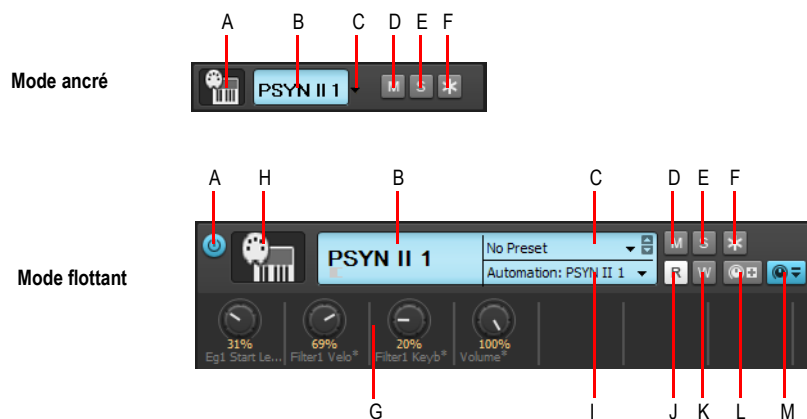 A B C D E F
Mode ancré
PSYN II 1 M S
A H B C D E F
PSYN II 1
No Preset
M S
Automation: PSYN II 1
R W
Mode flottant
31% 69% 20% 100%
Eg1 Start Le... Filter1 Velo* Filter1 Keyb* Volume*
G I J K L M